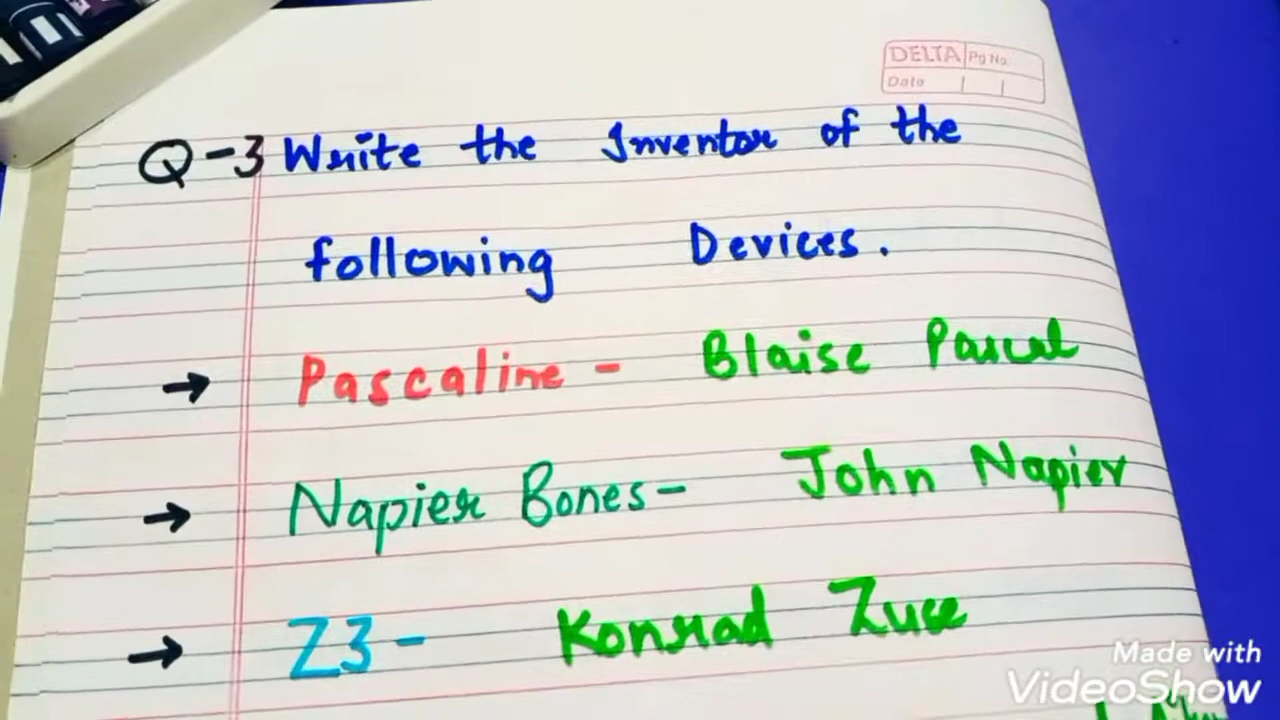 DELTA Pg No.
Date
Q-3 Write the Inventor of the
following Devices.
→ Pascaline - Blaise Pascal
→ Napier Bones - John Napier
→ Z3 - Konrad Zuce
Made with
VideoShow